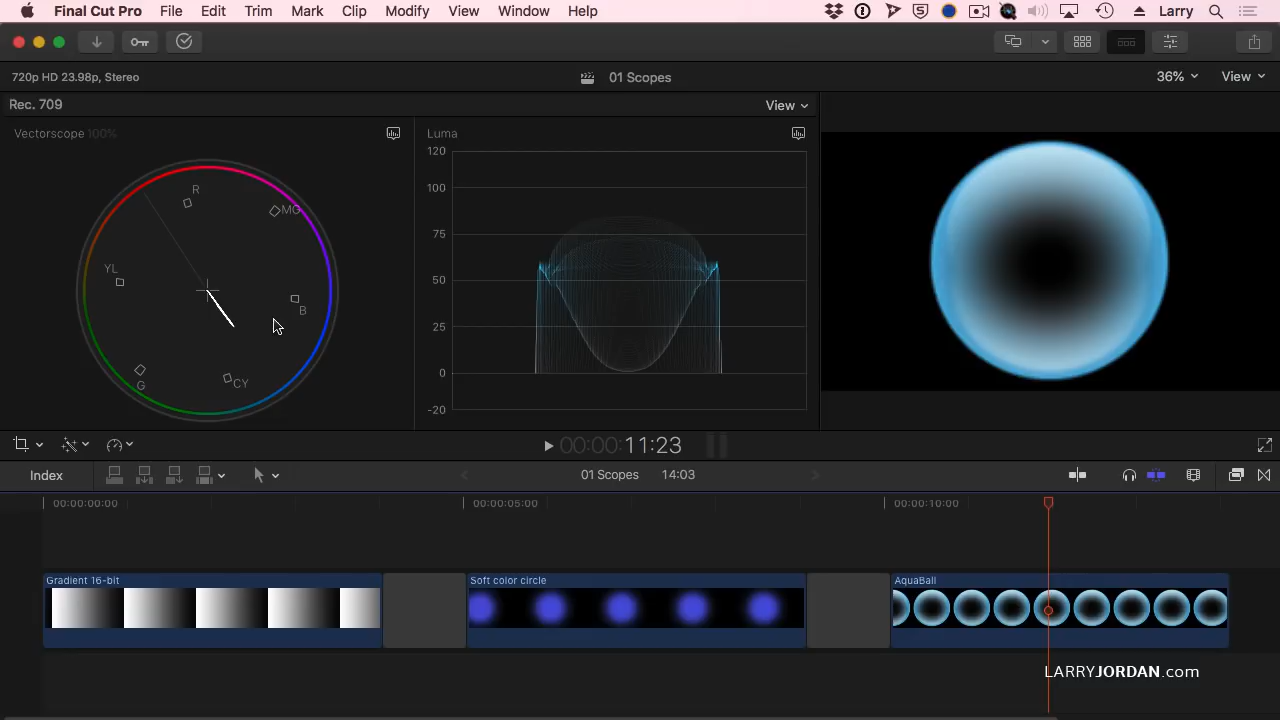 Final Cut Pro File Edit Trim Mark Clip Modify View Window Help Larry
720p HD 23.98p, Stereo 01 Scopes 36% View
Rec. 709 View
Vectorscope 100% Luma
120
100
75
50
25
0
-20
R
MG
YL
B
CY
G
00:00:00:11:23
Index 01 Scopes 14:03
00:00:00:00 00:00:05:00 00:00:10:00
Gradient 16-bit Soft color circle AquaBall
LARRYJORDAN.com